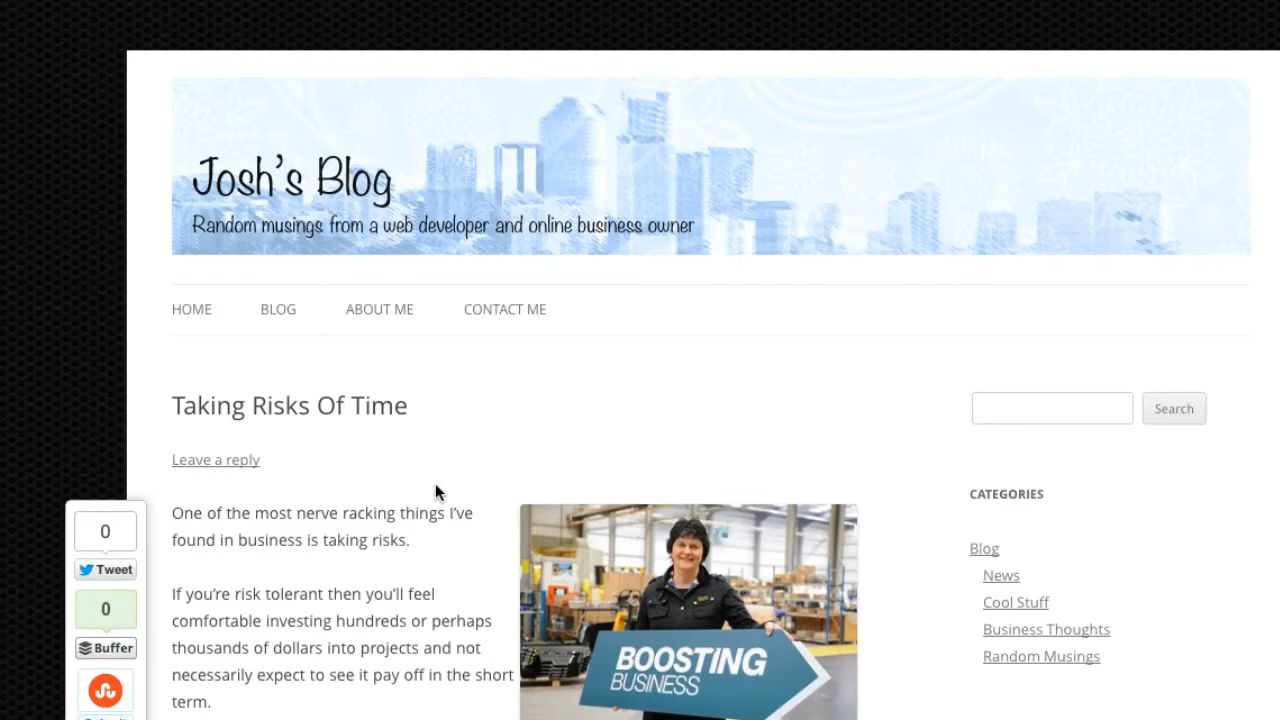 Josh's Blog
Random musings from a web developer and online business owner
HOME BLOG ABOUT ME CONTACT ME
Taking Risks Of Time
Search
Leave a reply
CATEGORIES
One of the most nerve racking things I've
found in business is taking risks.
0
Tweet
Blog
News
If you're risk tolerant then you'll feel
comfortable investing hundreds or perhaps
thousands of dollars into projects and not
necessarily expect to see it pay off in the short
term.
0
Buffer
Cool Stuff
Business Thoughts
Random Musings
BOOSTING
BUSINESS